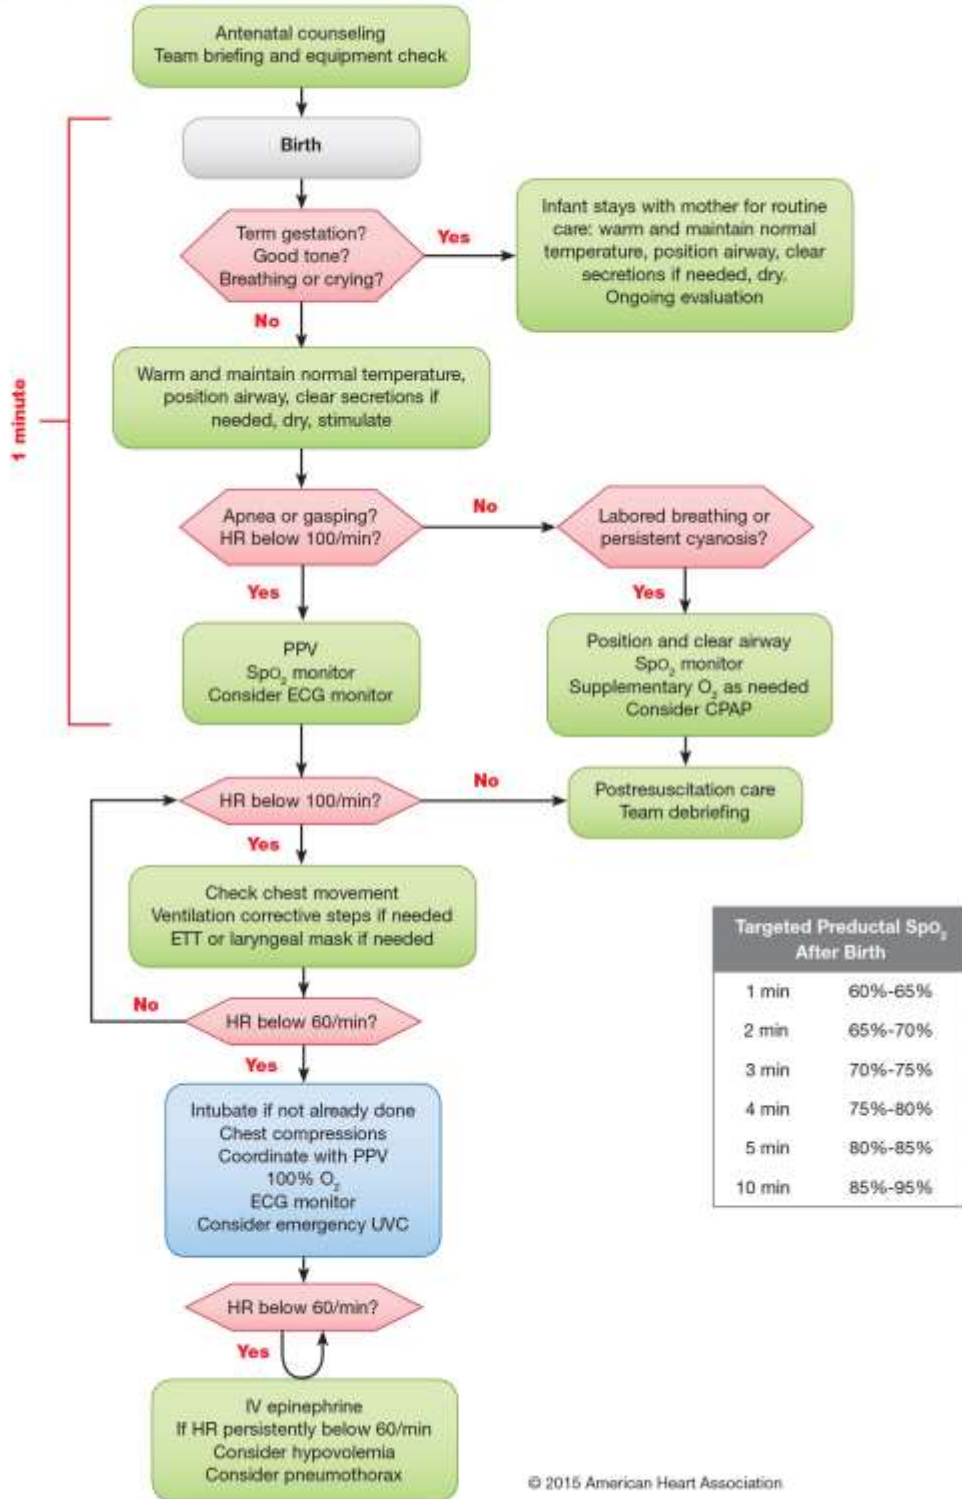 Antenatal counseling
Team briefing and equipment check
Birth
Term gestation?
Good tone?
Breathing or crying?
Yes
Infant stays with mother for routine
care: warm and maintain normal
temperature, position airway, clear
secretions if needed, dry.
Ongoing evaluation
No
Warm and maintain normal temperature,
position airway, clear secretions if
needed, dry, stimulate
1 minute
Apnea or gasping?
HR below 100/min?
No
Labored breathing or
persistent cyanosis?
Yes
Yes
PPV
SpO₂ monitor
Consider ECG monitor
Position and clear airway
SpO₂ monitor
Supplementary O₂ as needed
Consider CPAP
HR below 100/min?
No
Postresuscitation care
Team debriefing
Yes
Check chest movement
Ventilation corrective steps if needed
ETT or laryngeal mask if needed
No
HR below 60/min?
Yes
Intubate if not already done
Chest compressions
Coordinate with PPV
100% O₂
ECG monitor
Consider emergency UVC
HR below 60/min?
Yes
IV epinephrine
If HR persistently below 60/min
Consider hypovolemia
Consider pneumothorax
Targeted Preductal SpO₂
After Birth
1 min 60%-65%
2 min 65%-70%
3 min 70%-75%
4 min 75%-80%
5 min 80%-85%
10 min 85%-95%
© 2015 American Heart Association